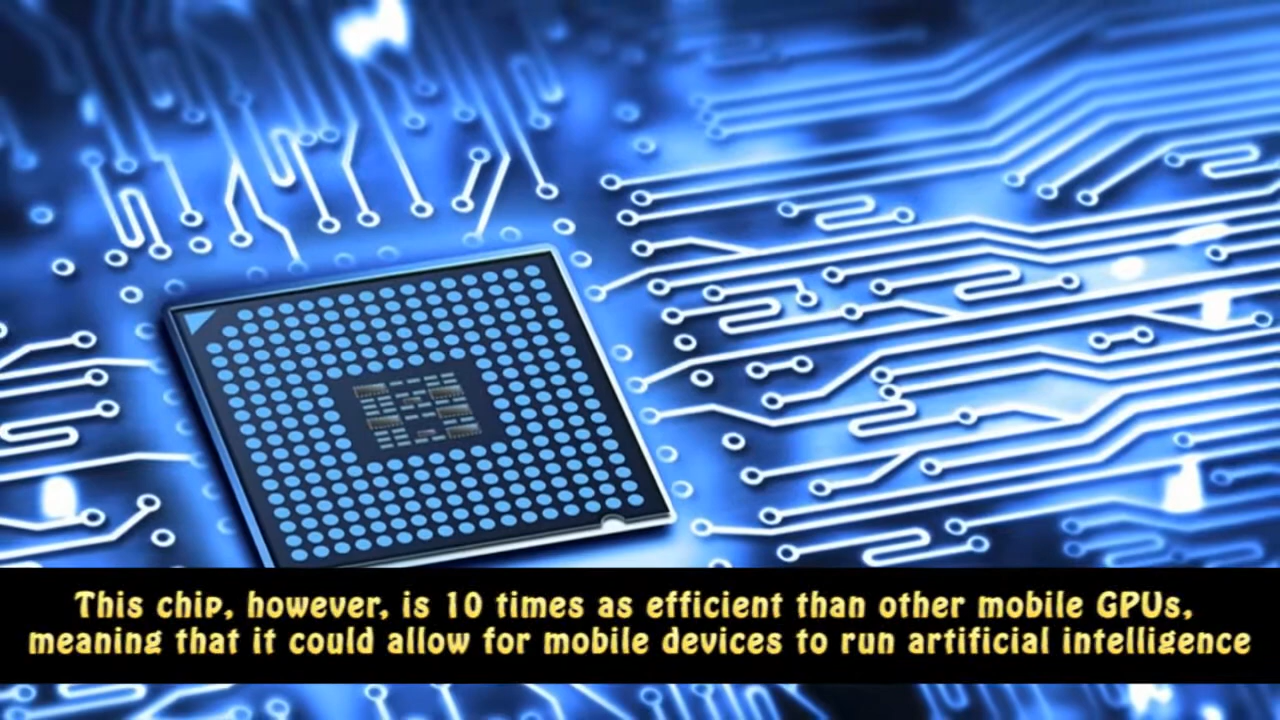 This chip, however, is 10 times as efficient than other mobile GPUs,
meaning that it could allow for mobile devices to run artificial intelligence